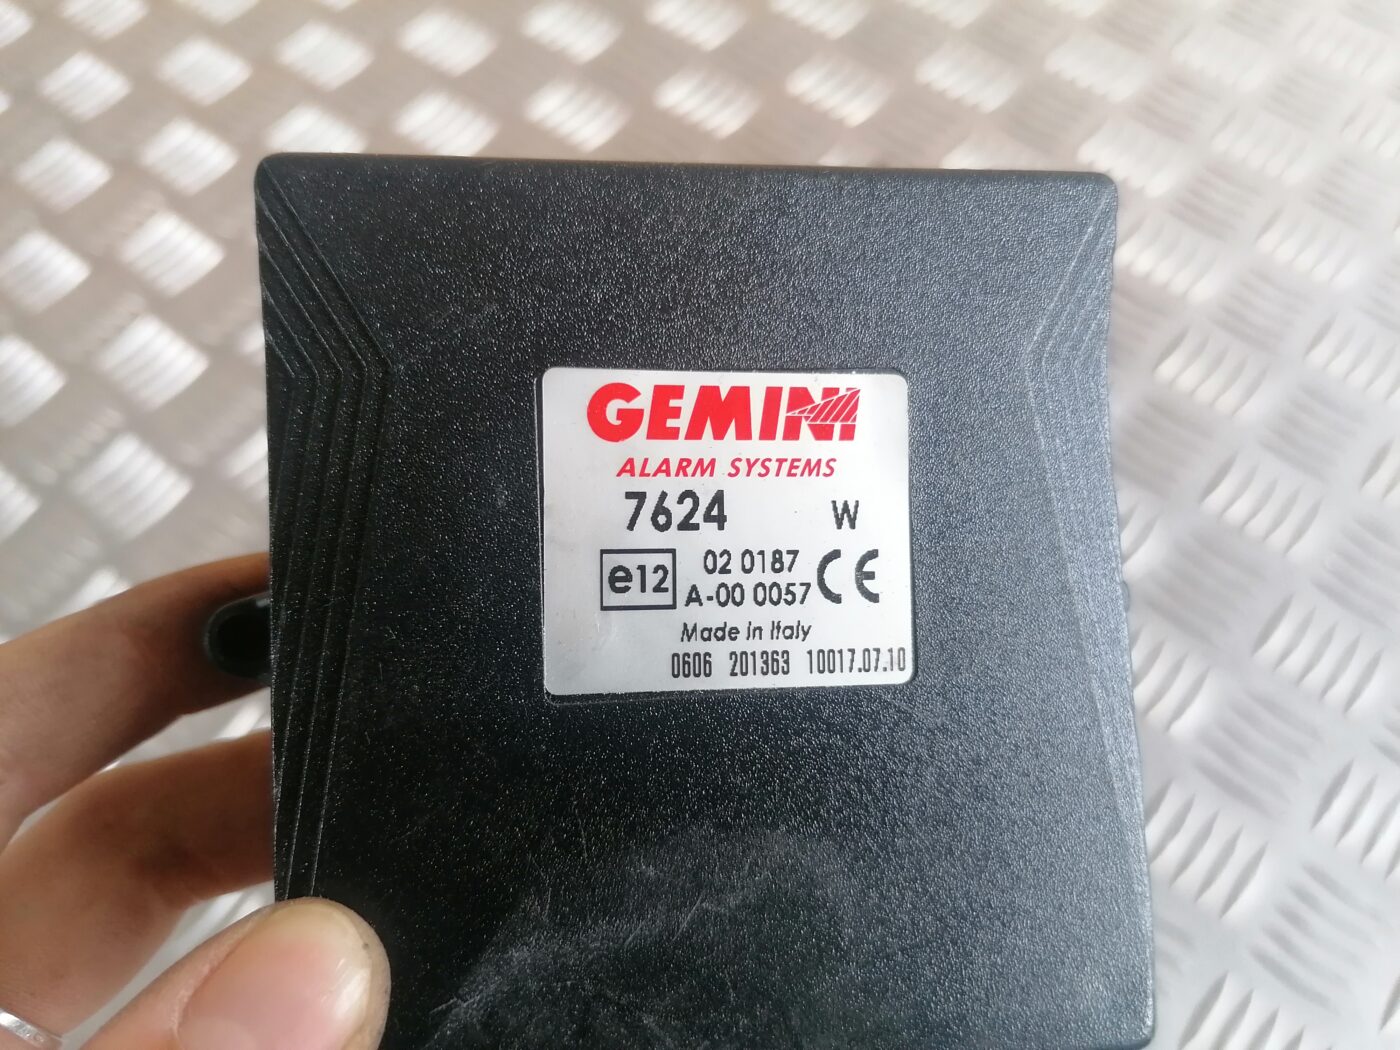 GEMINI
ALARM SYSTEMS
7624 W
e12 02 0187 CE
A-00 0057
Made in Italy
0606 201363 10017.07.10